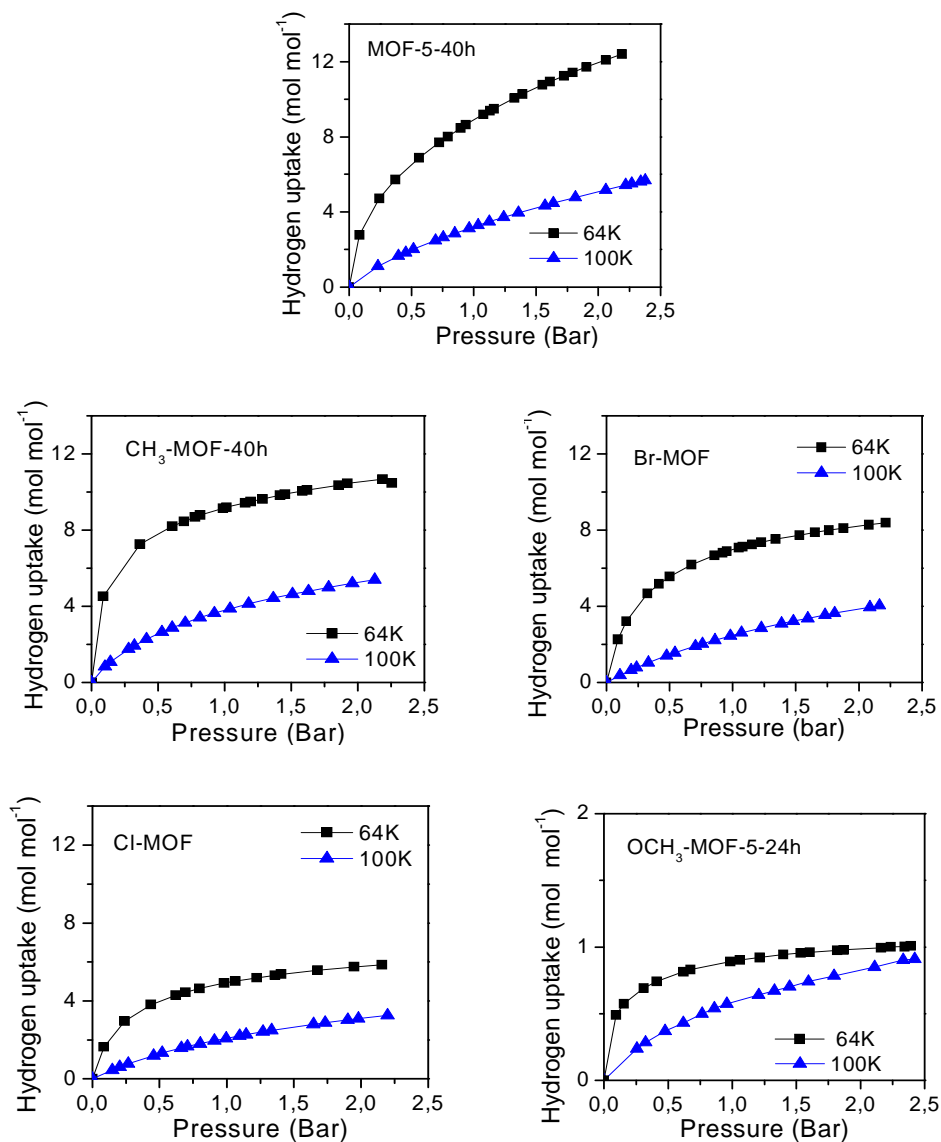 MOF-5-40h
Hydrogen uptake (mol mol⁻¹)
12
8
4
0
64K
100K
0,0 0,5 1,0 1,5 2,0 2,5
Pressure (Bar)
CH₃-MOF-40h
Hydrogen uptake (mol mol⁻¹)
12
8
4
0
64K
100K
0,0 0,5 1,0 1,5 2,0 2,5
Pressure (Bar)
Br-MOF
64K
100K
Hydrogen uptake (mol mol⁻¹)
12
8
4
0
0,0 0,5 1,0 1,5 2,0 2,5
Pressure (bar)
Cl-MOF
64K
100K
Hydrogen uptake (mol mol⁻¹)
12
8
4
0
0,0 0,5 1,0 1,5 2,0 2,5
Pressure (Bar)
OCH₃-MOF-5-24h
Hydrogen uptake (mol mol⁻¹)
2
1
0
64K
100K
0,0 0,5 1,0 1,5 2,0 2,5
Pressure (Bar)